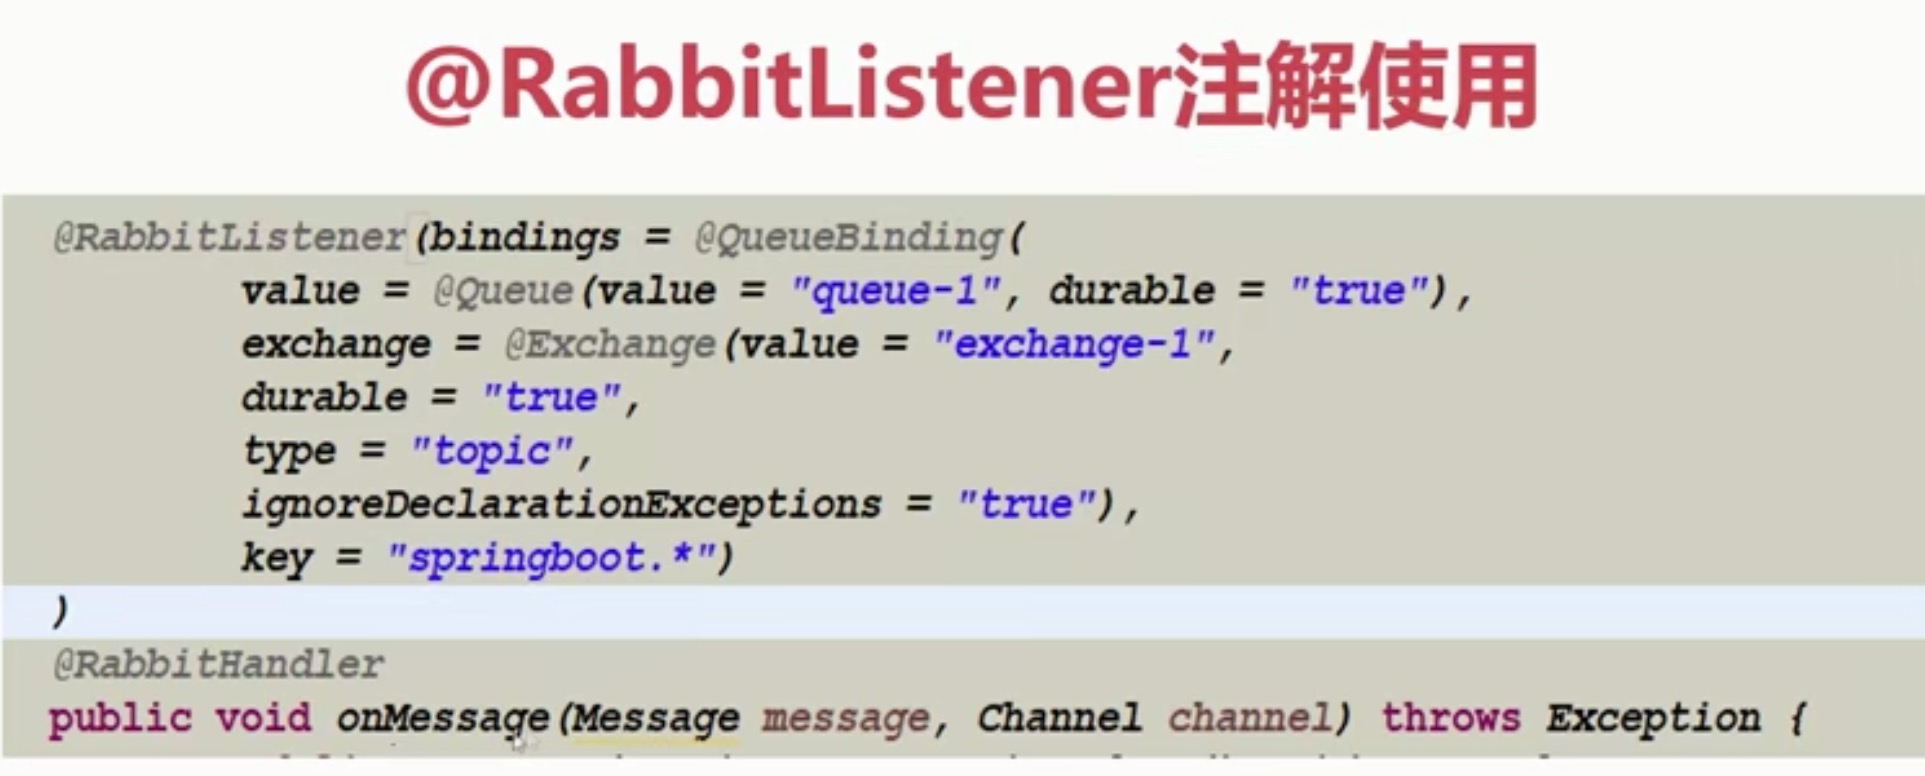 @RabbitListener注解使用
@RabbitListener(bindings = @QueueBinding(
value = @Queue(value = "queue-1", durable = "true"),
exchange = @Exchange(value = "exchange-1",
durable = "true",
type = "topic",
ignoreDeclarationExceptions = "true"),
key = "springboot.*")
)
@RabbitHandler
public void onMessage(Message message, Channel channel) throws Exception {